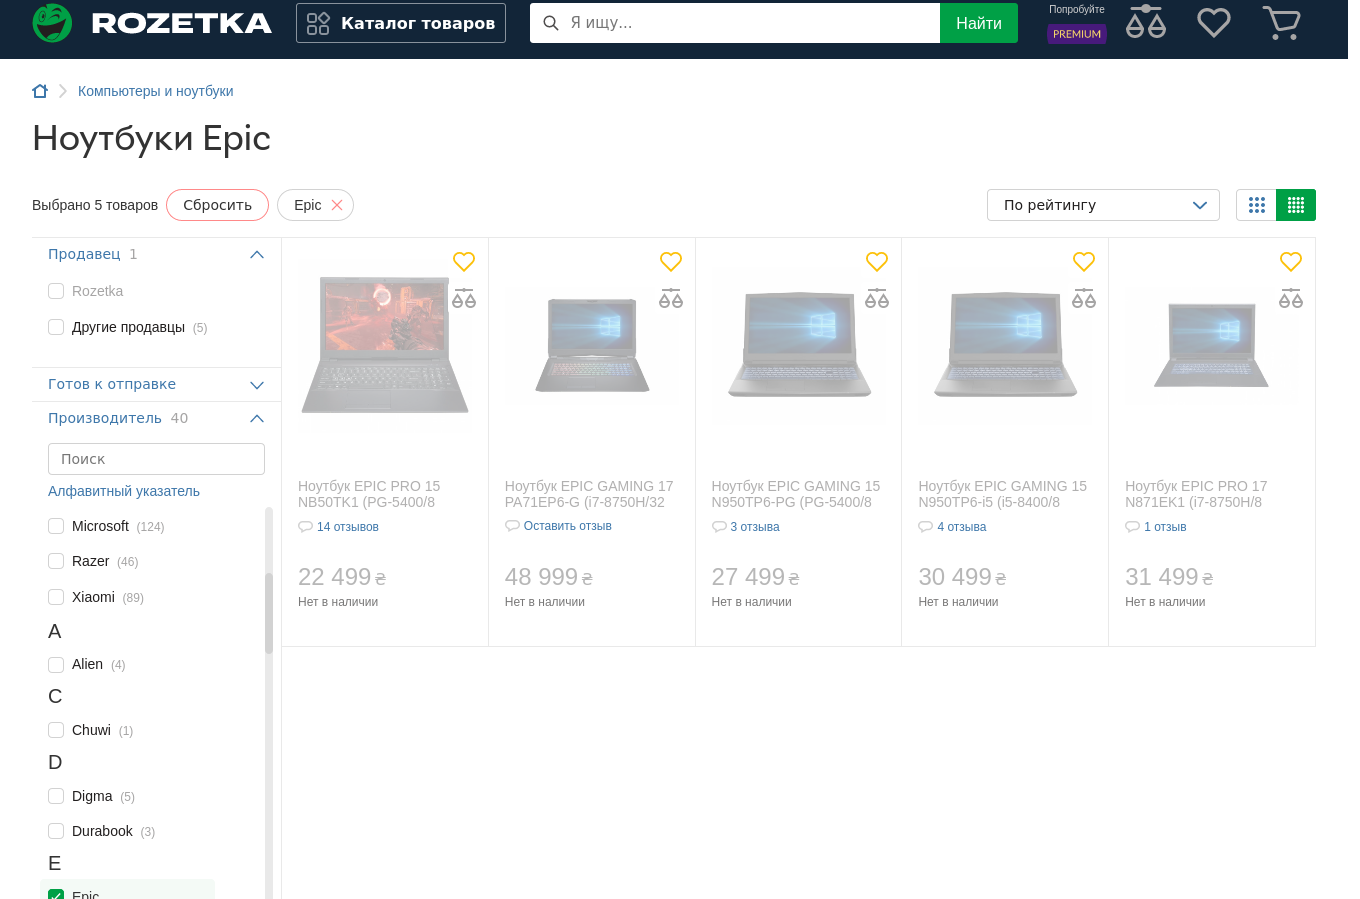 ROZETKA
Каталог товаров
Я ищу...
Найти
Попробуйте
PREMIUM
Компьютеры и ноутбуки
Ноутбуки Epic
Выбрано 5 товаров
Сбросить
Epic
По рейтингу
Продавец 1
Rozetka
Другие продавцы (5)
Готов к отправке
Производитель 40
Поиск
Алфавитный указатель
Microsoft (124)
Razer (46)
Xiaomi (89)
A
Alien (4)
C
Chuwi (1)
D
Digma (5)
Durabook (3)
E
Epic
Ноутбук EPIC PRO 15
NB50TK1 (PG-5400/8
14 отзывов
22 499 ₴
Нет в наличии
Ноутбук EPIC GAMING 17
PA71EP6-G (i7-8750H/32
Оставить отзыв
48 999 ₴
Нет в наличии
Ноутбук EPIC GAMING 15
N950TP6-PG (PG-5400/8
3 отзыва
27 499 ₴
Нет в наличии
Ноутбук EPIC GAMING 15
N950TP6-i5 (i5-8400/8
4 отзыва
30 499 ₴
Нет в наличии
Ноутбук EPIC PRO 17
N871EK1 (i7-8750H/8
1 отзыв
31 499 ₴
Нет в наличии